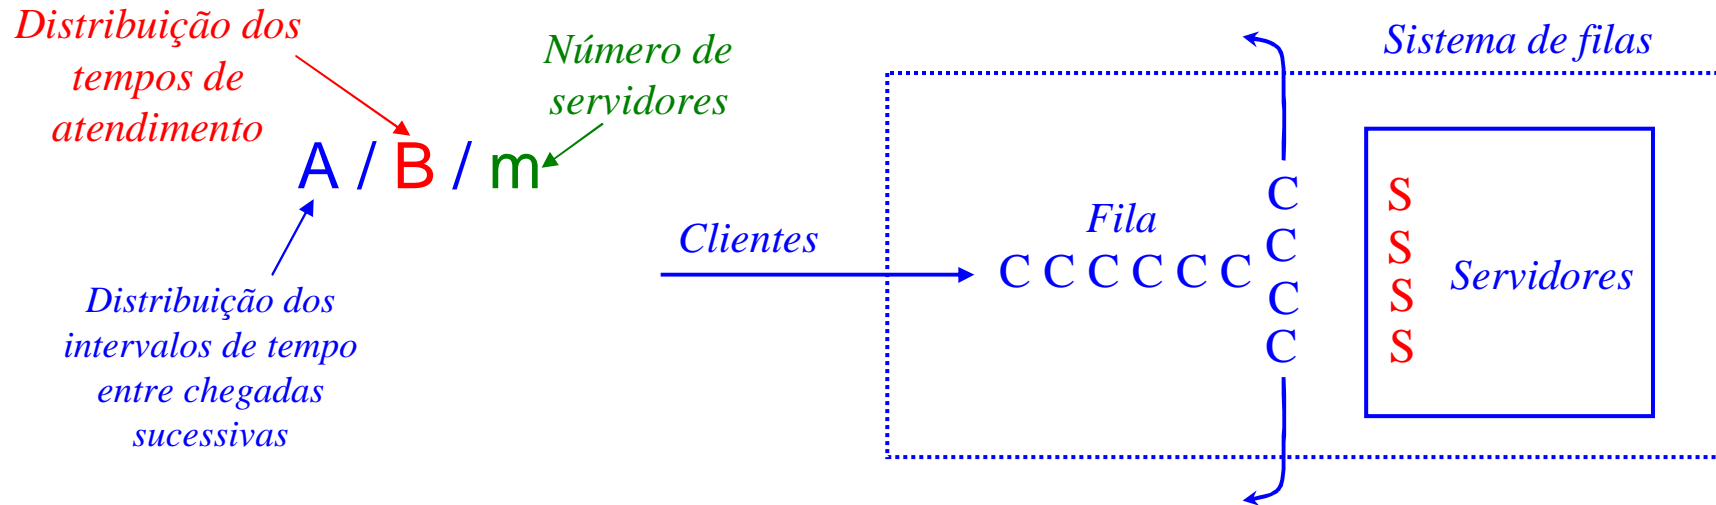 Distribuição dos
tempos de
atendimento
Número de
servidores
A / B / m
Distribuição dos
intervalos de tempo
entre chegadas
sucessivas
Sistema de filas
Clientes
Fila
C C C C C C
C
C
C
C
S
S
S
S
Servidores